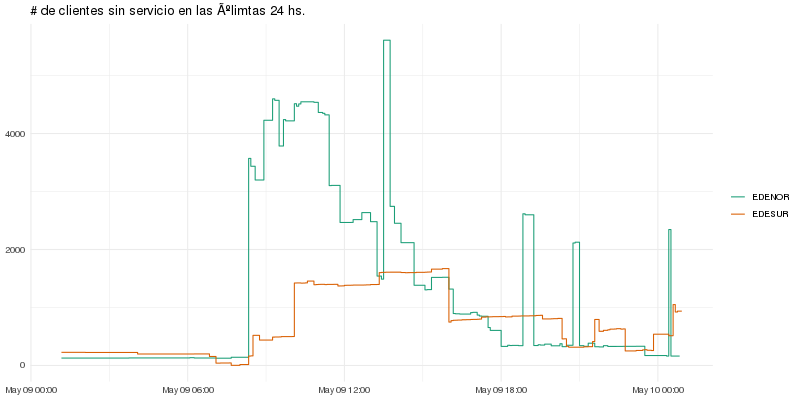 # de clientes sin servicio en las Ãºlimtas 24 hs.
4000
2000
0
May 09 00:00
May 09 06:00
May 09 12:00
May 09 18:00
May 10 00:00
EDENOR
EDESUR